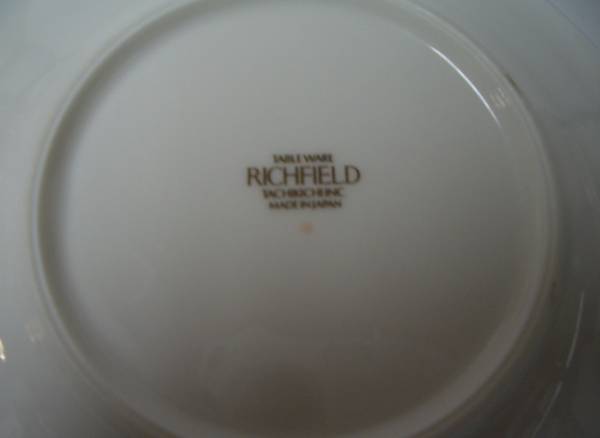 TABLE WARE
RICHFIELD
TACHIKICHI INC
MADE IN JAPAN